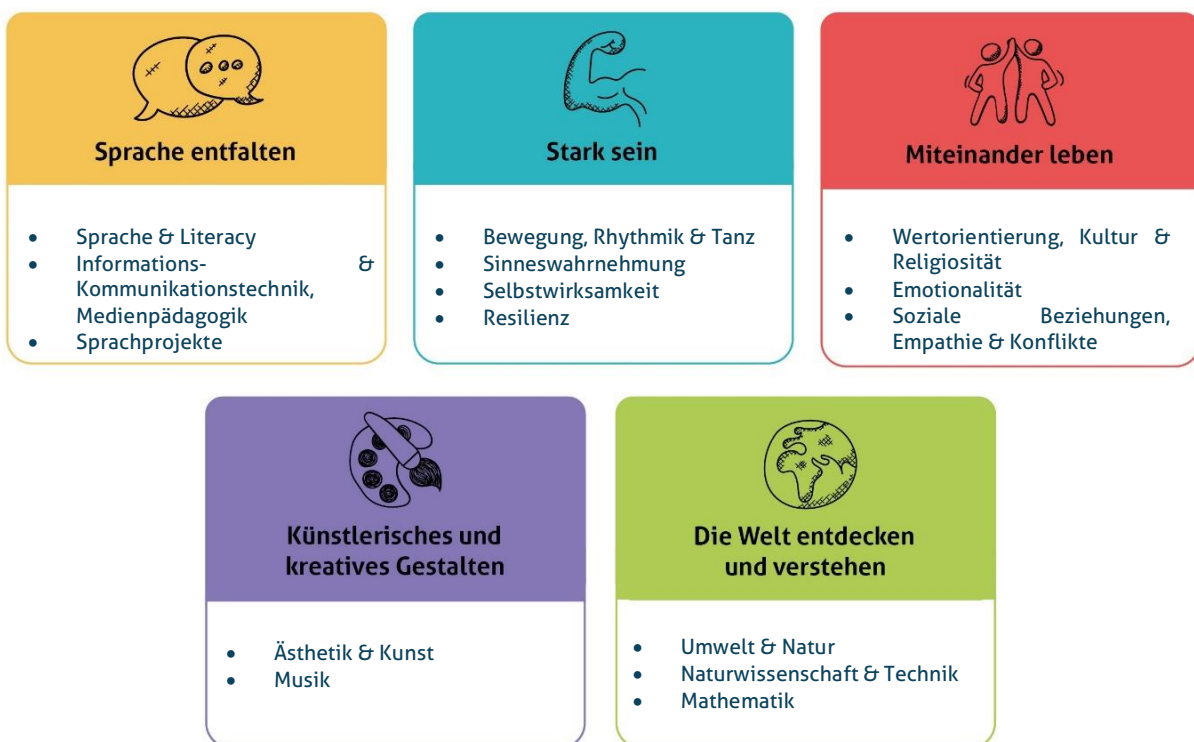 Sprache entfalten
• Sprache & Literacy
• Informations- &
Kommunikationstechnik,
Medienpädagogik
• Sprachprojekte
Stark sein
• Bewegung, Rhythmik & Tanz
• Sinneswahrnehmung
• Selbstwirksamkeit
• Resilienz
Miteinander leben
• Wertorientierung, Kultur &
Religiosität
• Emotionalität
• Soziale Beziehungen,
Empathie & Konflikte
Künstlerisches und
kreatives Gestalten
• Ästhetik & Kunst
• Musik
Die Welt entdecken
und verstehen
• Umwelt & Natur
• Naturwissenschaft & Technik
• Mathematik